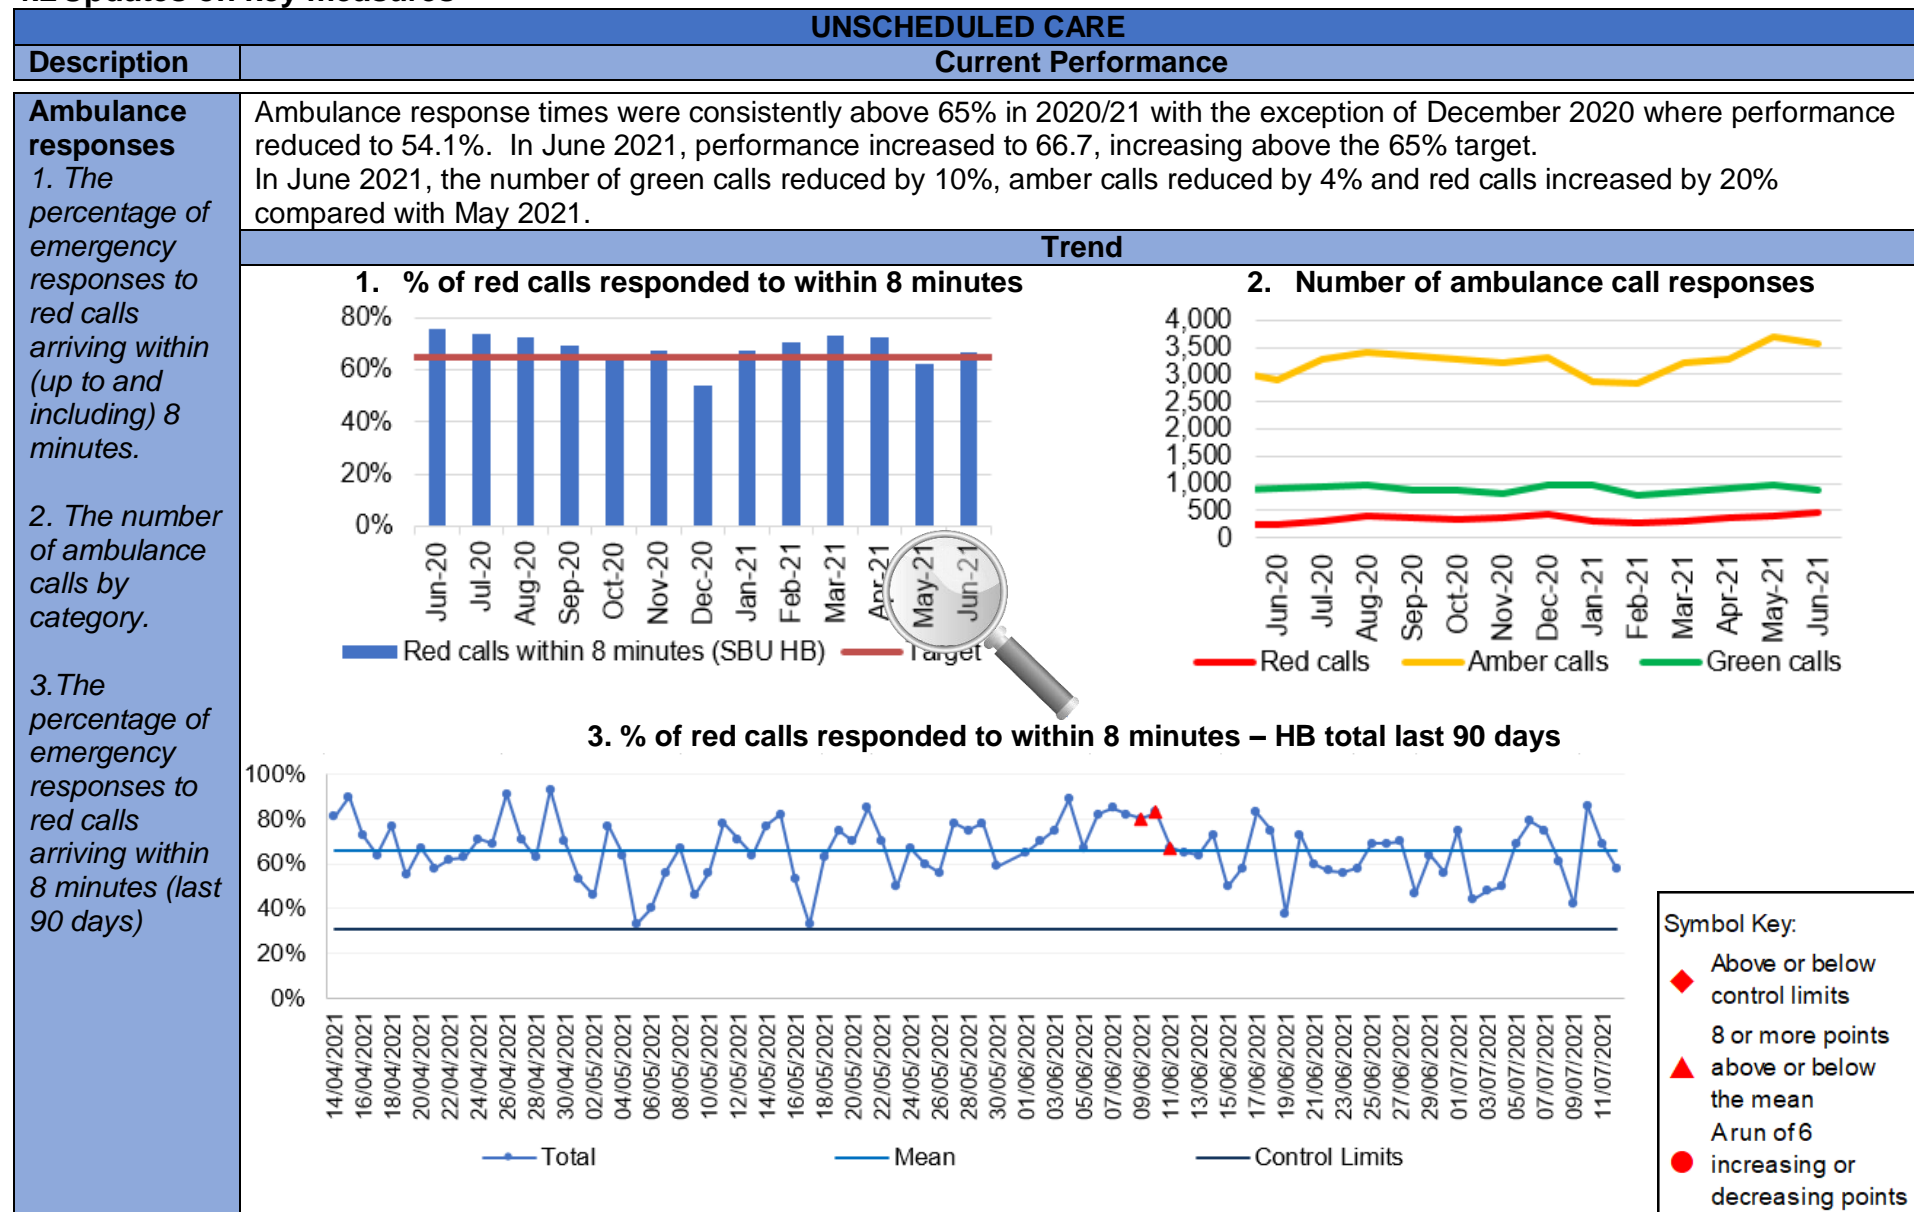 4.2 Updates on key measures
UNSCHEDULED CARE
Description
Current Performance
Ambulance
responses
1. The
percentage of
emergency
responses to
red calls
arriving within
(up to and
including) 8
minutes.
2. The number
of ambulance
calls by
category.
3.The
percentage of
emergency
responses to
red calls
arriving within
8 minutes (last
90 days)
Ambulance response times were consistently above 65% in 2020/21 with the exception of December 2020 where performance
reduced to 54.1%.  In June 2021, performance increased to 66.7, increasing above the 65% target.
In June 2021, the number of green calls reduced by 10%, amber calls reduced by 4% and red calls increased by 20%
compared with May 2021.
Trend
1. % of red calls responded to within 8 minutes
80%
60%
40%
20%
0%
Jun-20
Jul-20
Aug-20
Sep-20
Oct-20
Nov-20
Dec-20
Jan-21
Feb-21
Mar-21
Apr-21
May-21
Jun-21
Red calls within 8 minutes (SBU HB)
Target
2. Number of ambulance call responses
4,000
3,500
3,000
2,500
2,000
1,500
1,000
500
0
Jun-20
Jul-20
Aug-20
Sep-20
Oct-20
Nov-20
Dec-20
Jan-21
Feb-21
Mar-21
Apr-21
May-21
Jun-21
Red calls
Amber calls
Green calls
3. % of red calls responded to within 8 minutes – HB total last 90 days
100%
80%
60%
40%
20%
0%
14/04/2021
16/04/2021
18/04/2021
20/04/2021
22/04/2021
24/04/2021
26/04/2021
28/04/2021
30/04/2021
02/05/2021
04/05/2021
06/05/2021
08/05/2021
10/05/2021
12/05/2021
14/05/2021
16/05/2021
18/05/2021
20/05/2021
22/05/2021
24/05/2021
26/05/2021
28/05/2021
30/05/2021
01/06/2021
03/06/2021
05/06/2021
07/06/2021
09/06/2021
11/06/2021
13/06/2021
15/06/2021
17/06/2021
19/06/2021
21/06/2021
23/06/2021
25/06/2021
27/06/2021
29/06/2021
01/07/2021
03/07/2021
05/07/2021
07/07/2021
09/07/2021
11/07/2021
Total
Mean
Control Limits
Symbol Key:
Above or below
control limits
8 or more points
above or below
the mean
A run of 6
increasing or
decreasing points